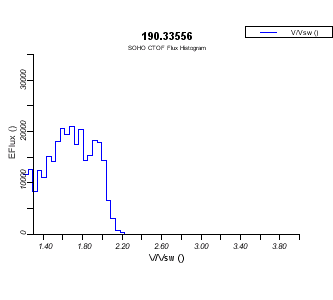 V/Vsw ()
190.33556
SOHO CTOF Flux Histogram
30000
20000
10000
0
EFlux ()
1.40 1.80 2.20 2.60 3.00 3.40 3.80
V/Vsw ()